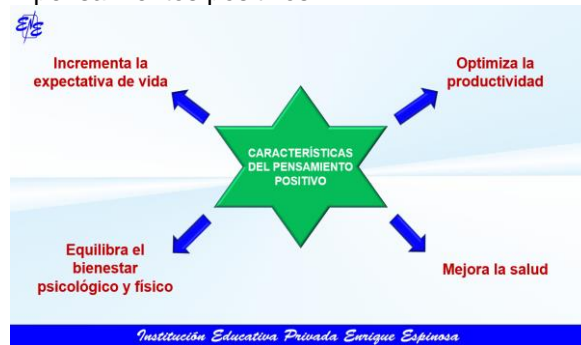 Incrementa la
expectativa de vida
Optimiza la
productividad
CARACTERÍSTICAS
DEL PENSAMIENTO
POSITIVO
Equilibra el
bienestar
psicológico y físico
Mejora la salud
Institución Educativa Privada Enrique Espinosa